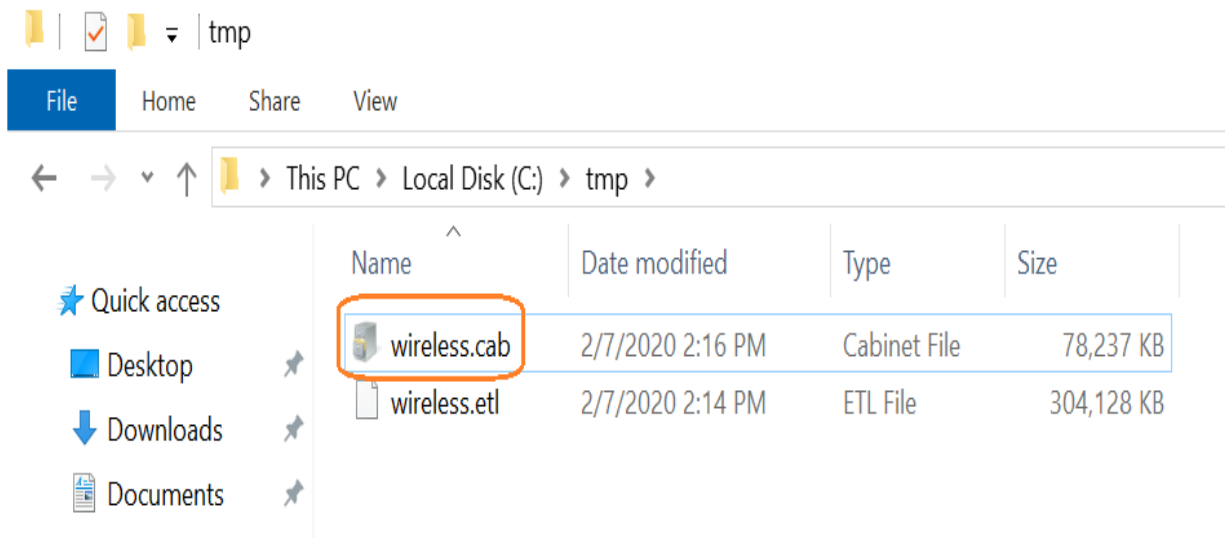 tmp
File Home Share View
This PC > Local Disk (C:) > tmp >
Name Date modified Type Size
Quick access
wireless.cab 2/7/2020 2:16 PM Cabinet File 78,237 KB
Desktop
wireless.etl 2/7/2020 2:14 PM ETL File 304,128 KB
Downloads
Documents